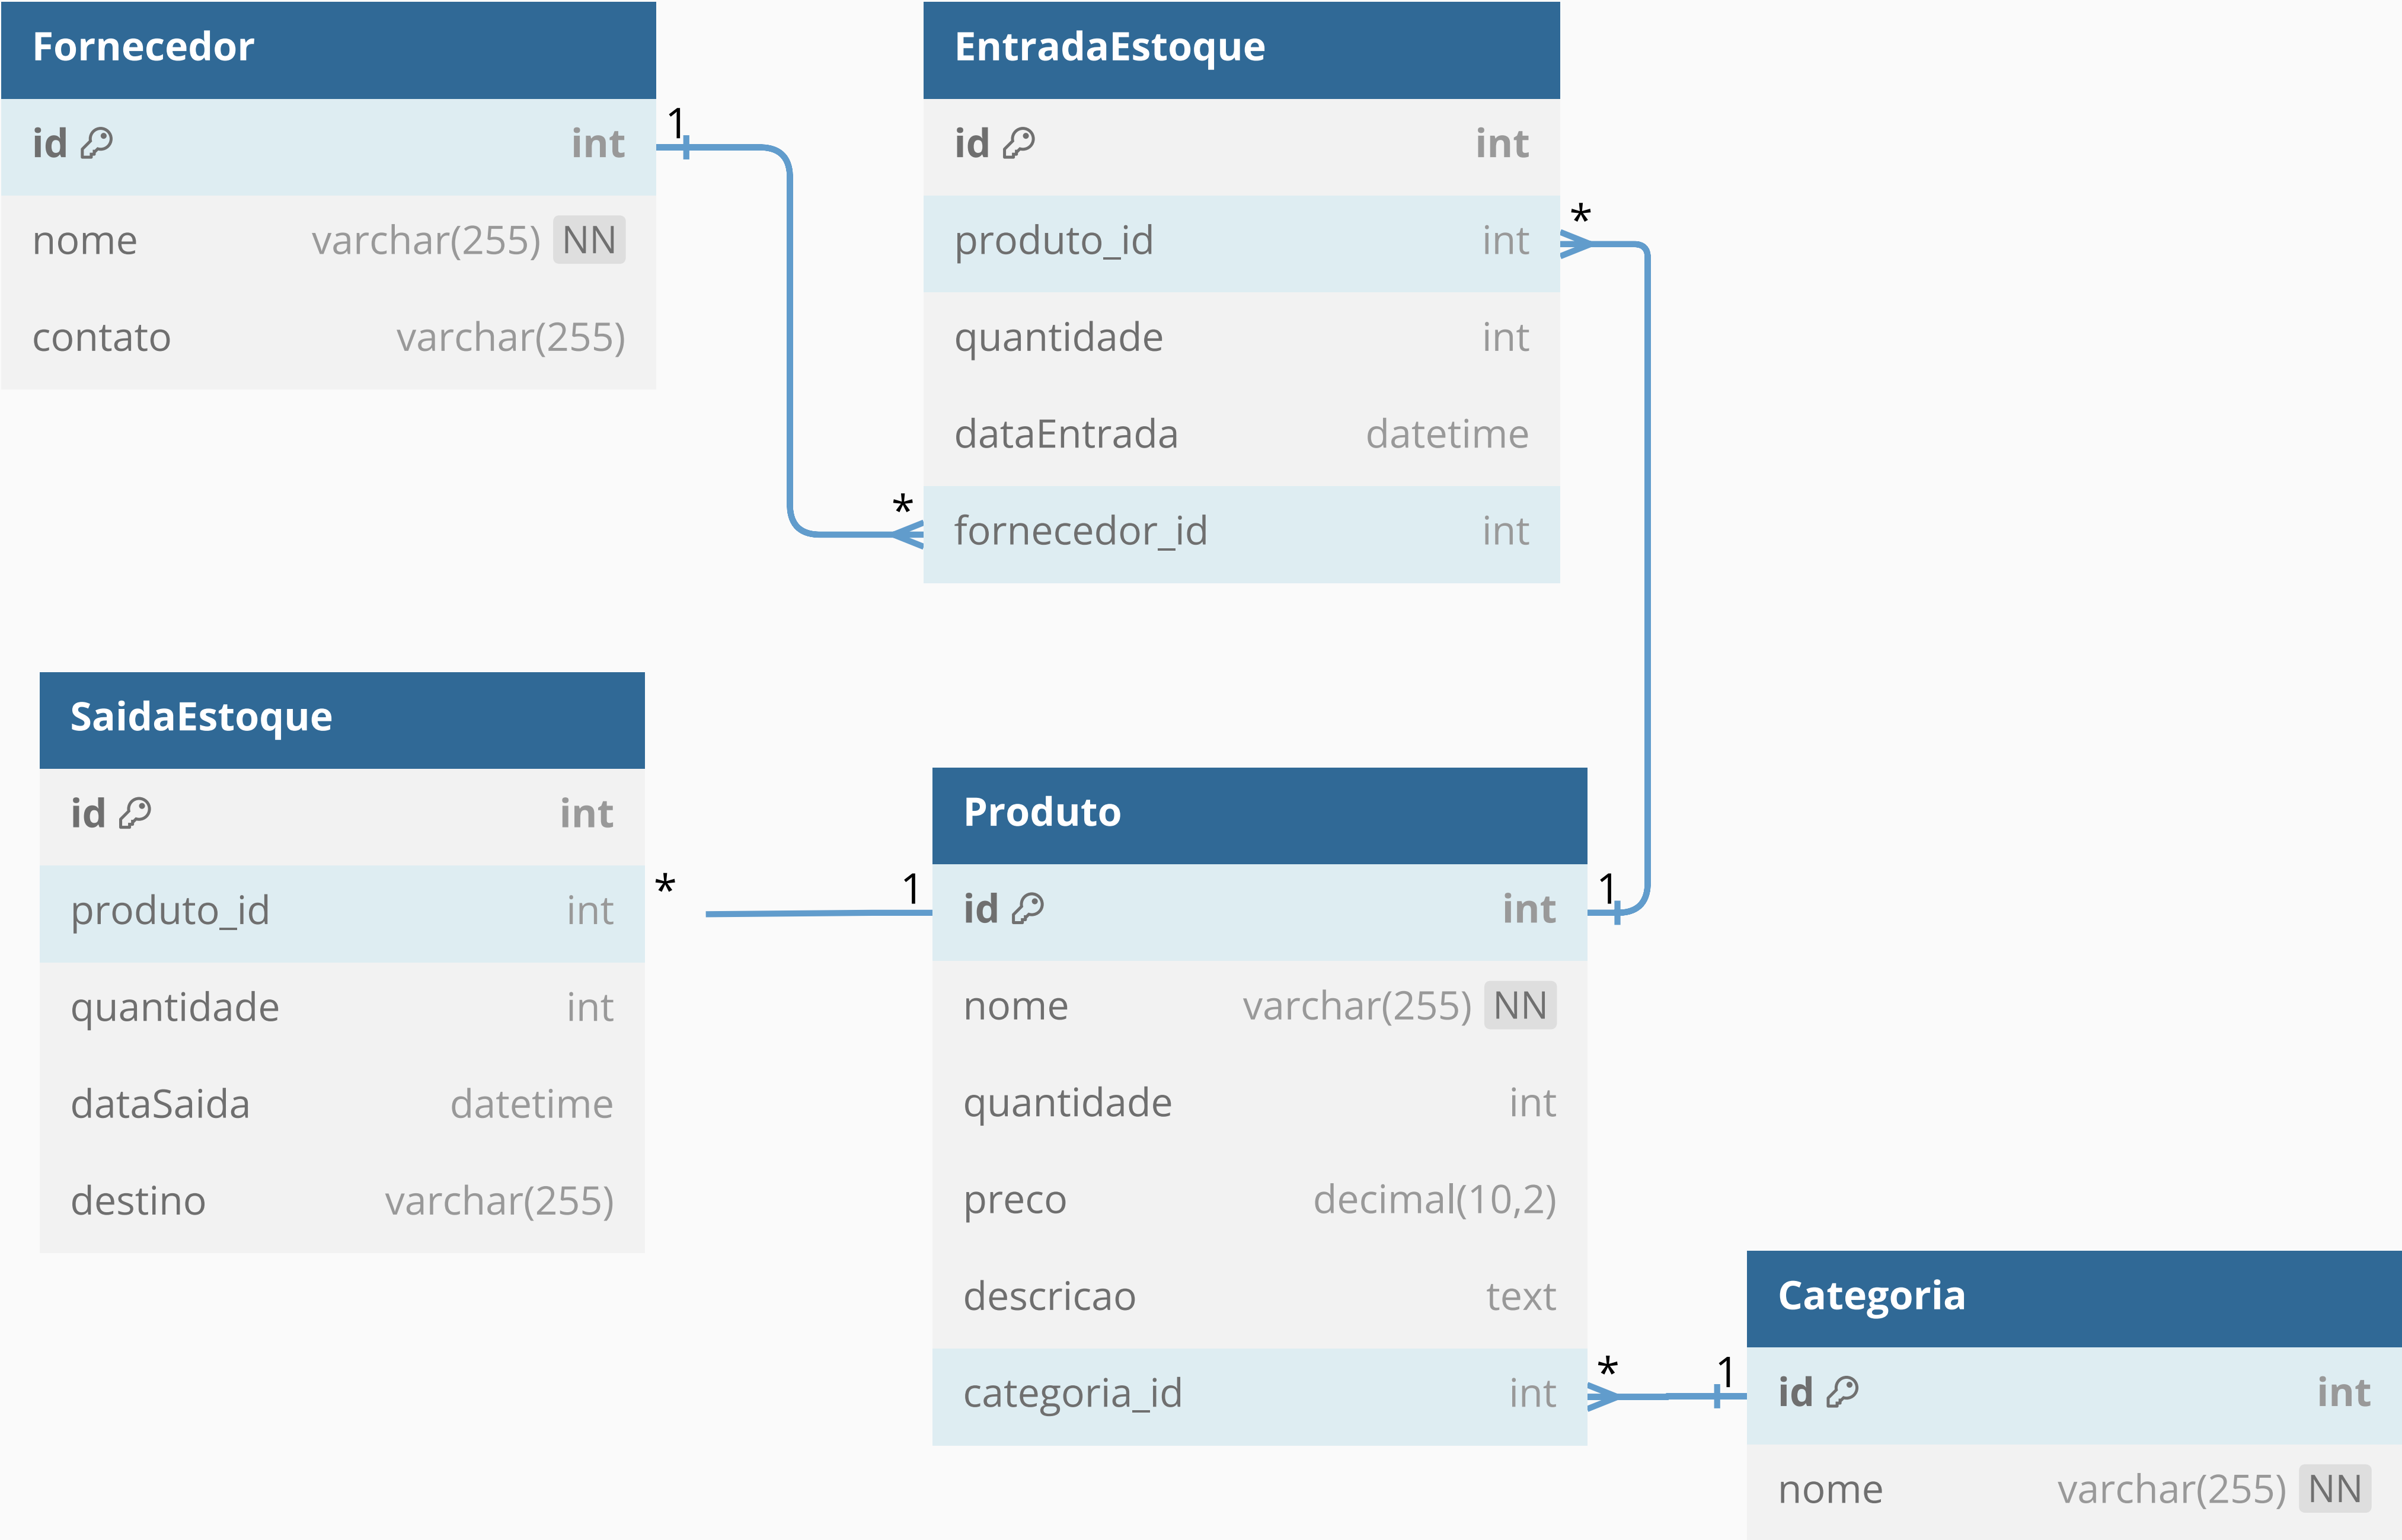 Fornecedor
id int
nome varchar(255) NN
contato varchar(255)
1
*
EntradaEstoque
id int
produto_id int
quantidade int
dataEntrada datetime
fornecedor_id int
*
SaidaEstoque
id int
produto_id int
quantidade int
dataSaida datetime
destino varchar(255)
*
1
Produto
id int
nome varchar(255) NN
quantidade int
preco decimal(10,2)
descricao text
categoria_id int
1
*
1
Categoria
id int
nome varchar(255) NN